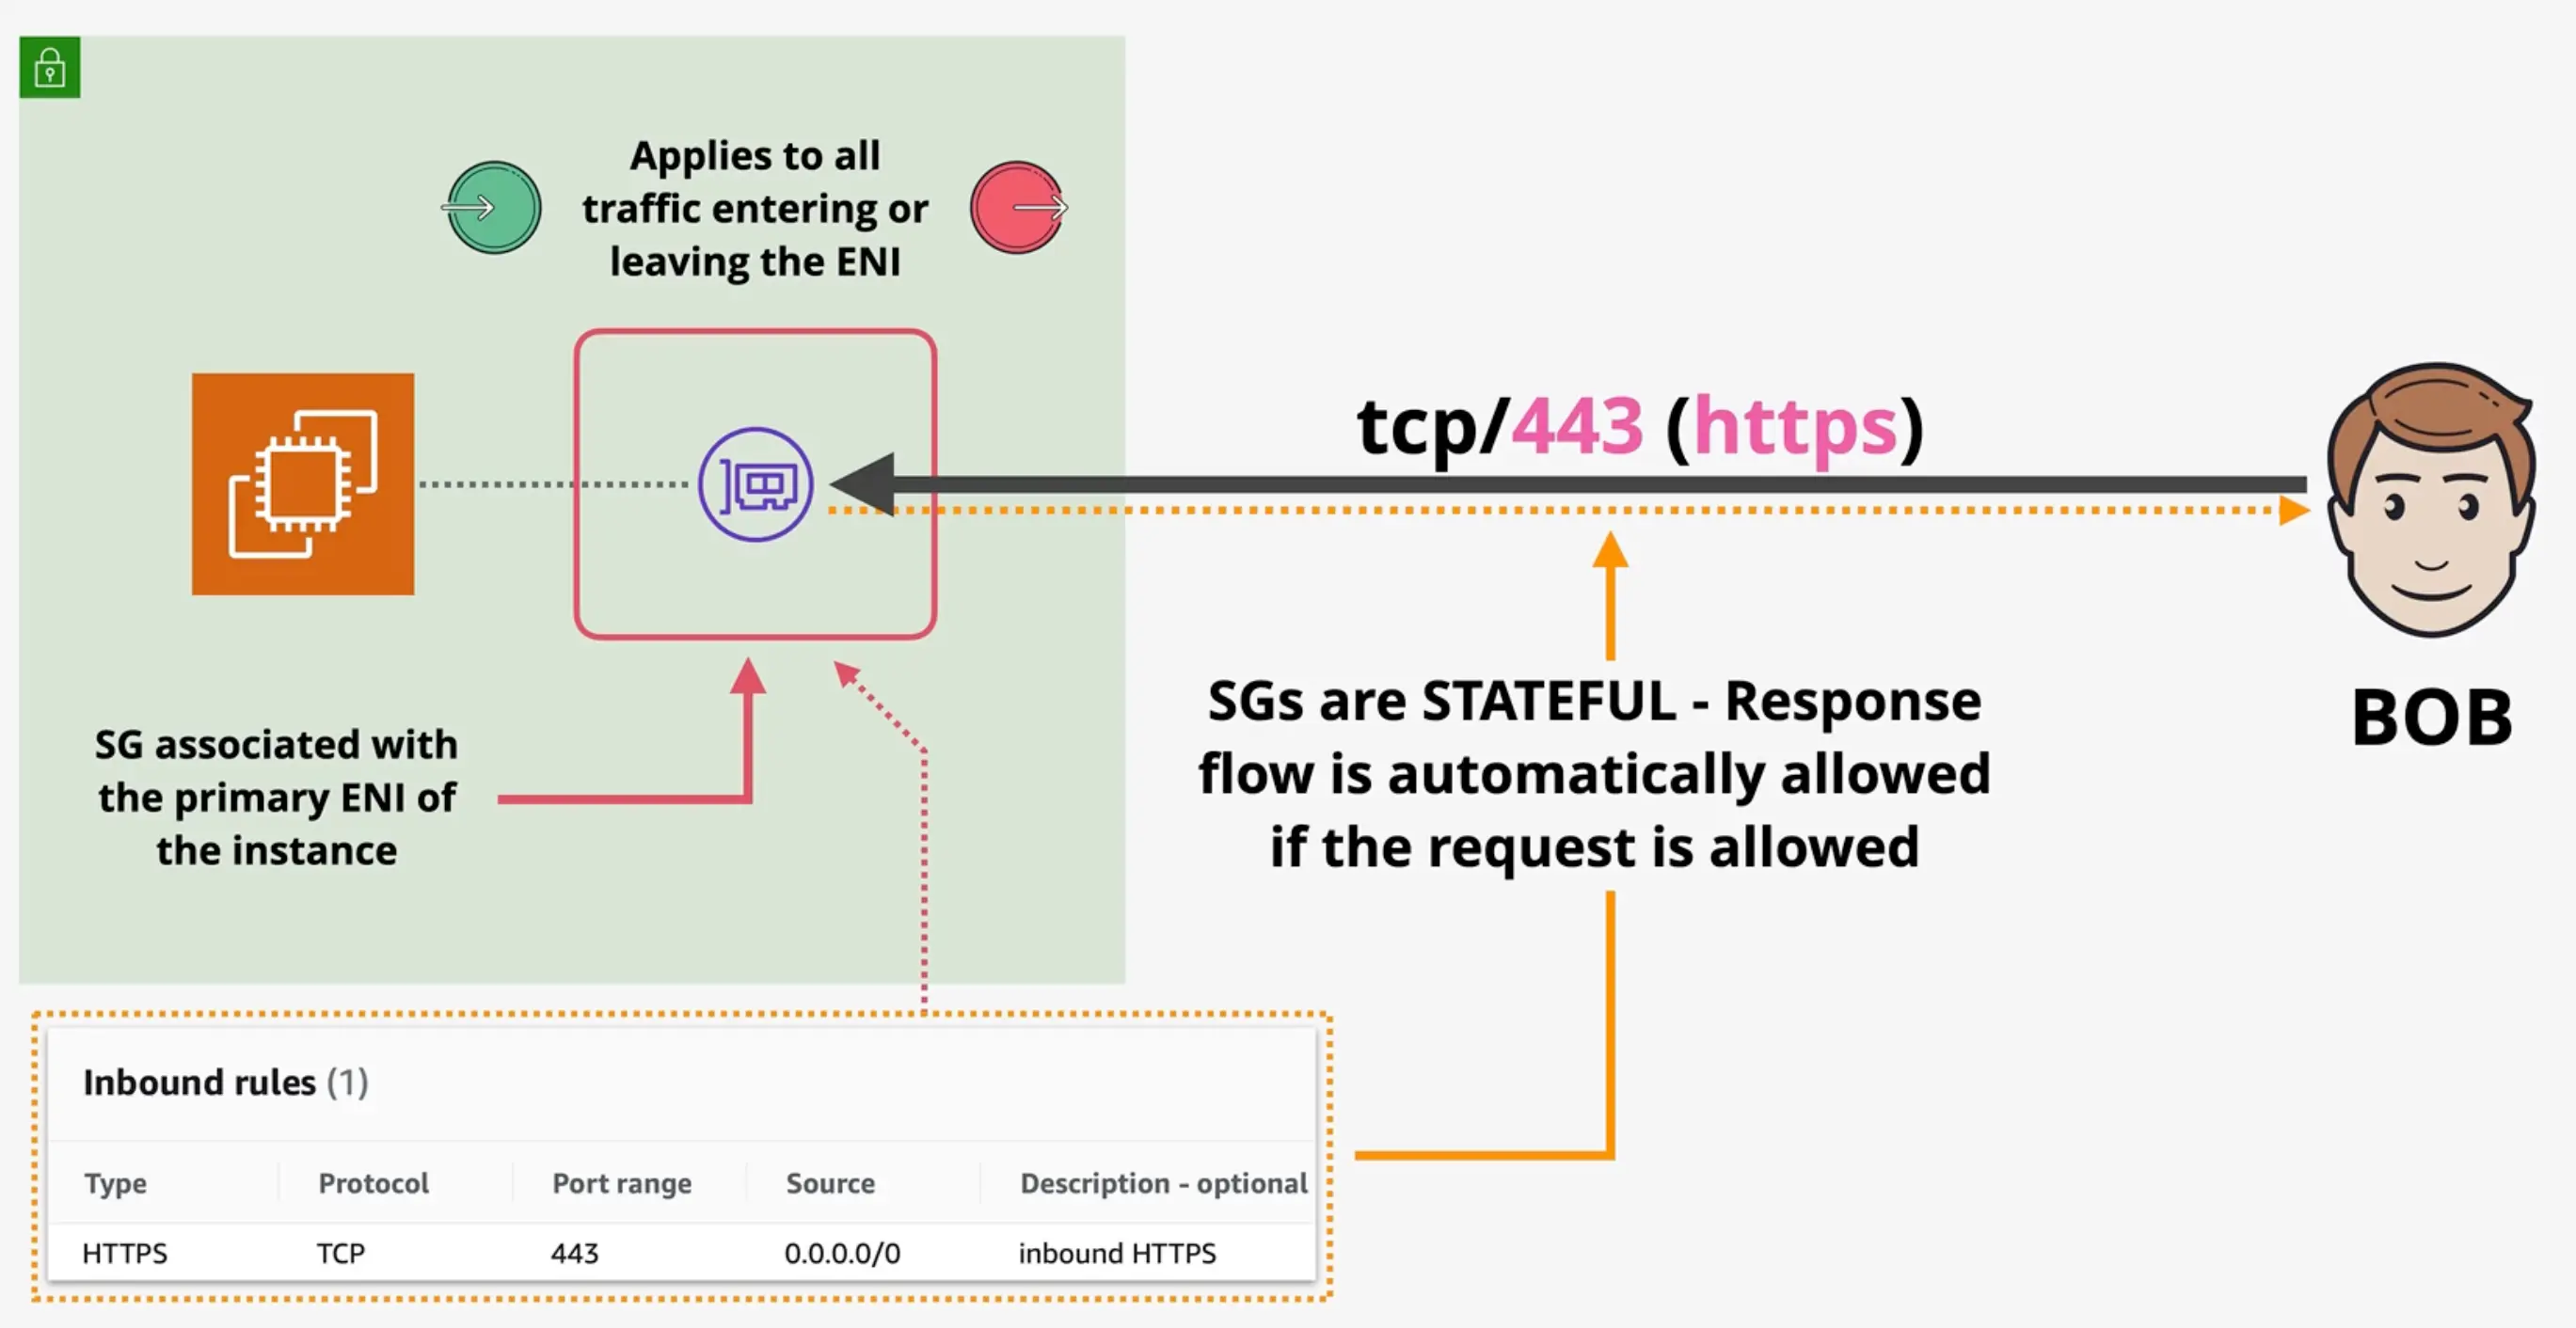 Applies to all
traffic entering or
leaving the ENI
tcp/443 (https)
BOB
SG associated with
the primary ENI of
the instance
SGs are STATEFUL - Response
flow is automatically allowed
if the request is allowed
Inbound rules (1)
Type Protocol Port range Source Description - optional
HTTPS TCP 443 0.0.0.0/0 inbound HTTPS